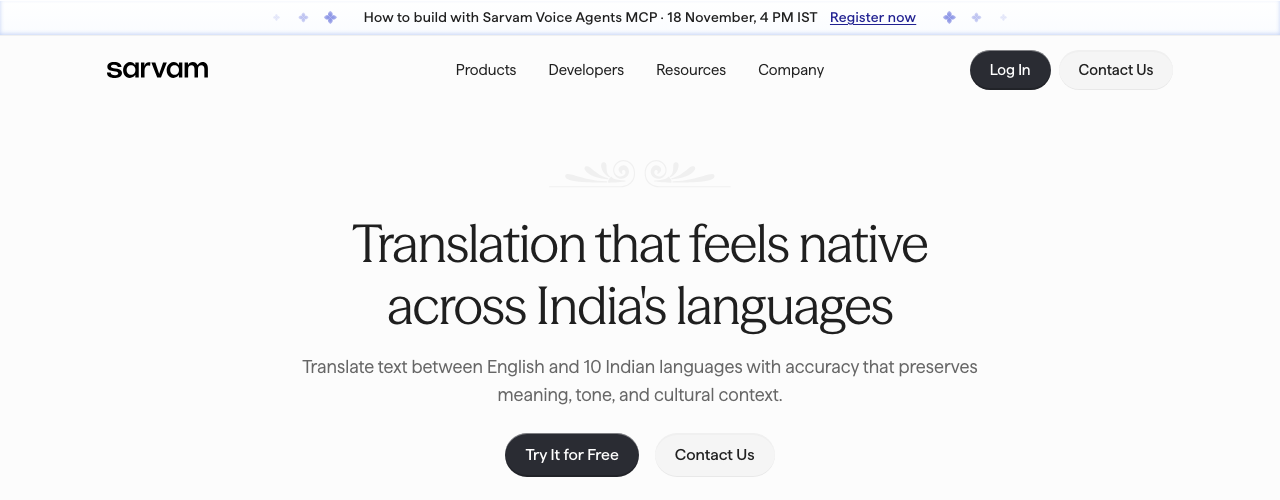 How to build with Sarvam Voice Agents MCP · 18 November, 4 PM IST Register now
sarvam Products Developers Resources Company Log In Contact Us
Translation that feels native
across India's languages
Translate text between English and 10 Indian languages with accuracy that preserves
meaning, tone, and cultural context.
Try It for Free Contact Us